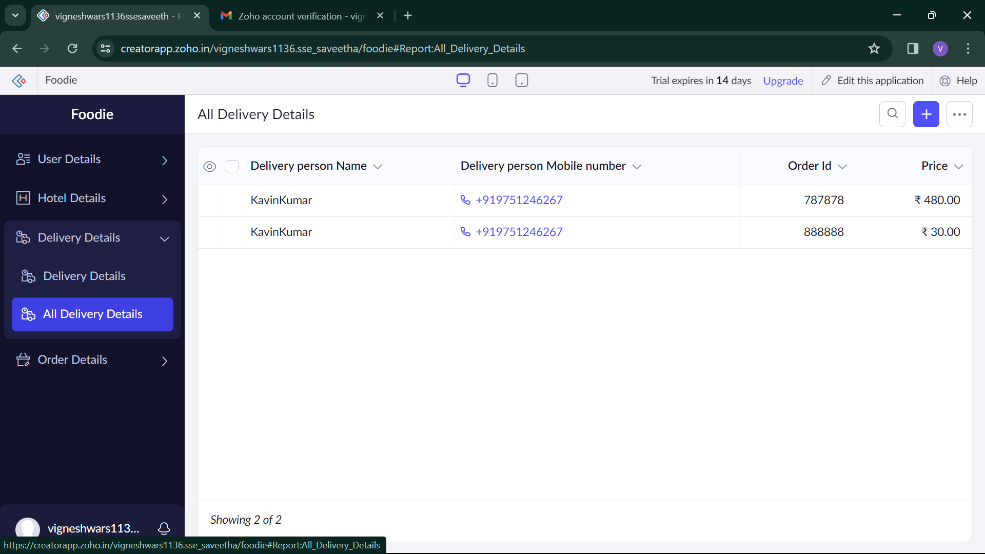 vigneshwars1136ssesaveeth - F
Zoho account verification - vign
creatorapp.zoho.in/vigneshwars1136.sse_saveetha/foodie#Report:All_Delivery_Details
V
Foodie
Trial expires in 14 days
Upgrade
Edit this application
Help
Foodie
User Details
Hotel Details
Delivery Details
Delivery Details
All Delivery Details
Order Details
vigneshwars113...
All Delivery Details
Delivery person Name Delivery person Mobile number Order Id Price
KavinKumar +919751246267 787878 ₹ 480.00
KavinKumar +919751246267 888888 ₹ 30.00
Showing 2 of 2
https://creatorapp.zoho.in/vigneshwars1136.sse_saveetha/foodie#Report:All_Delivery_Details